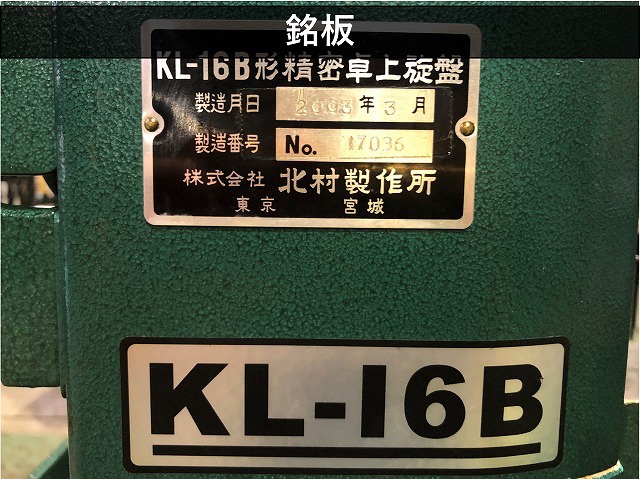 銘板
KL-16B形精密卓上旋盤
製造月日 2003年3月
製造番号 No. 17036
株式会社 北村製作所
東京 宮城
KL-16B